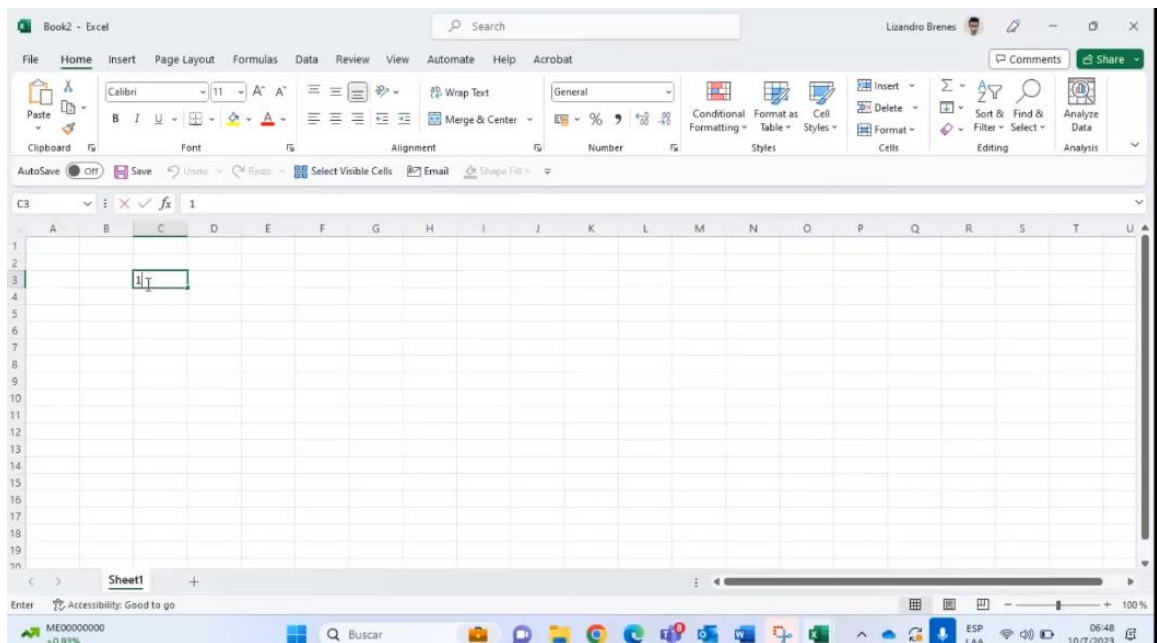 Book2 - Excel Search Lizandro Brenes
File Home Insert Page Layout Formulas Data Review View Automate Help Acrobat Comments Share
Calibri 11 A^ Aˇ Wrap Text General Insert Σ
Paste B I U A Merge & Center % Conditional Formatting Format as Table Cell Styles Delete Sort & Filter Find & Select Analyze Data
Format
Clipboard Font Alignment Number Styles Cells Editing Analysis
AutoSave Off Save Undo Redo Select Visible Cells Email Shape Fill
C3 fx 1
A B C D E F G H I J K L M N O P Q R S T U
1
2
3 1
4
5
6
7
8
9
10
11
12
13
14
15
16
17
18
19
20
Sheet1 +
Enter Accessibility: Good to go 100 %
ME00000000 Buscar ESP 06:48
+0.93% LAA 10/7/2023